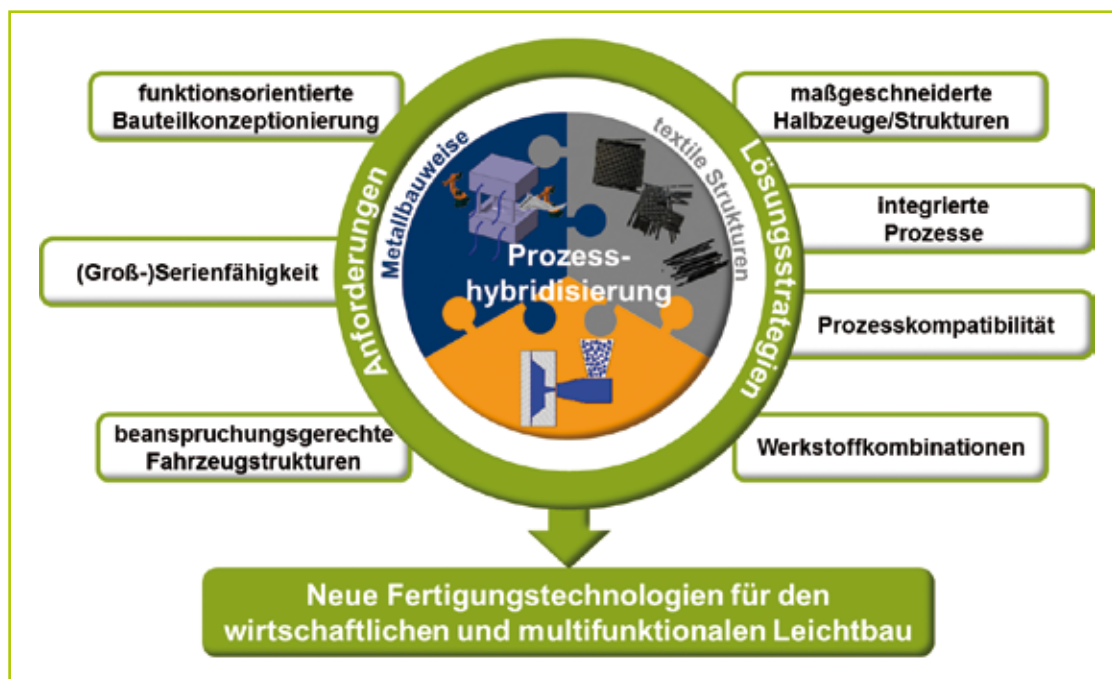 funktionsorientierte
Bauteilkonzeptionierung
(Groß-)Serienfähigkeit
beanspruchungsgerechte
Fahrzeugstrukturen
Anforderungen
Metallbauweise
textile Strukturen
Prozess-
hybridisierung
Lösungsstrategien
maßgeschneiderte
Halbzeuge/Strukturen
integrierte
Prozesse
Prozesskompatibilität
Werkstoffkombinationen
Neue Fertigungstechnologien für den
wirtschaftlichen und multifunktionalen Leichtbau